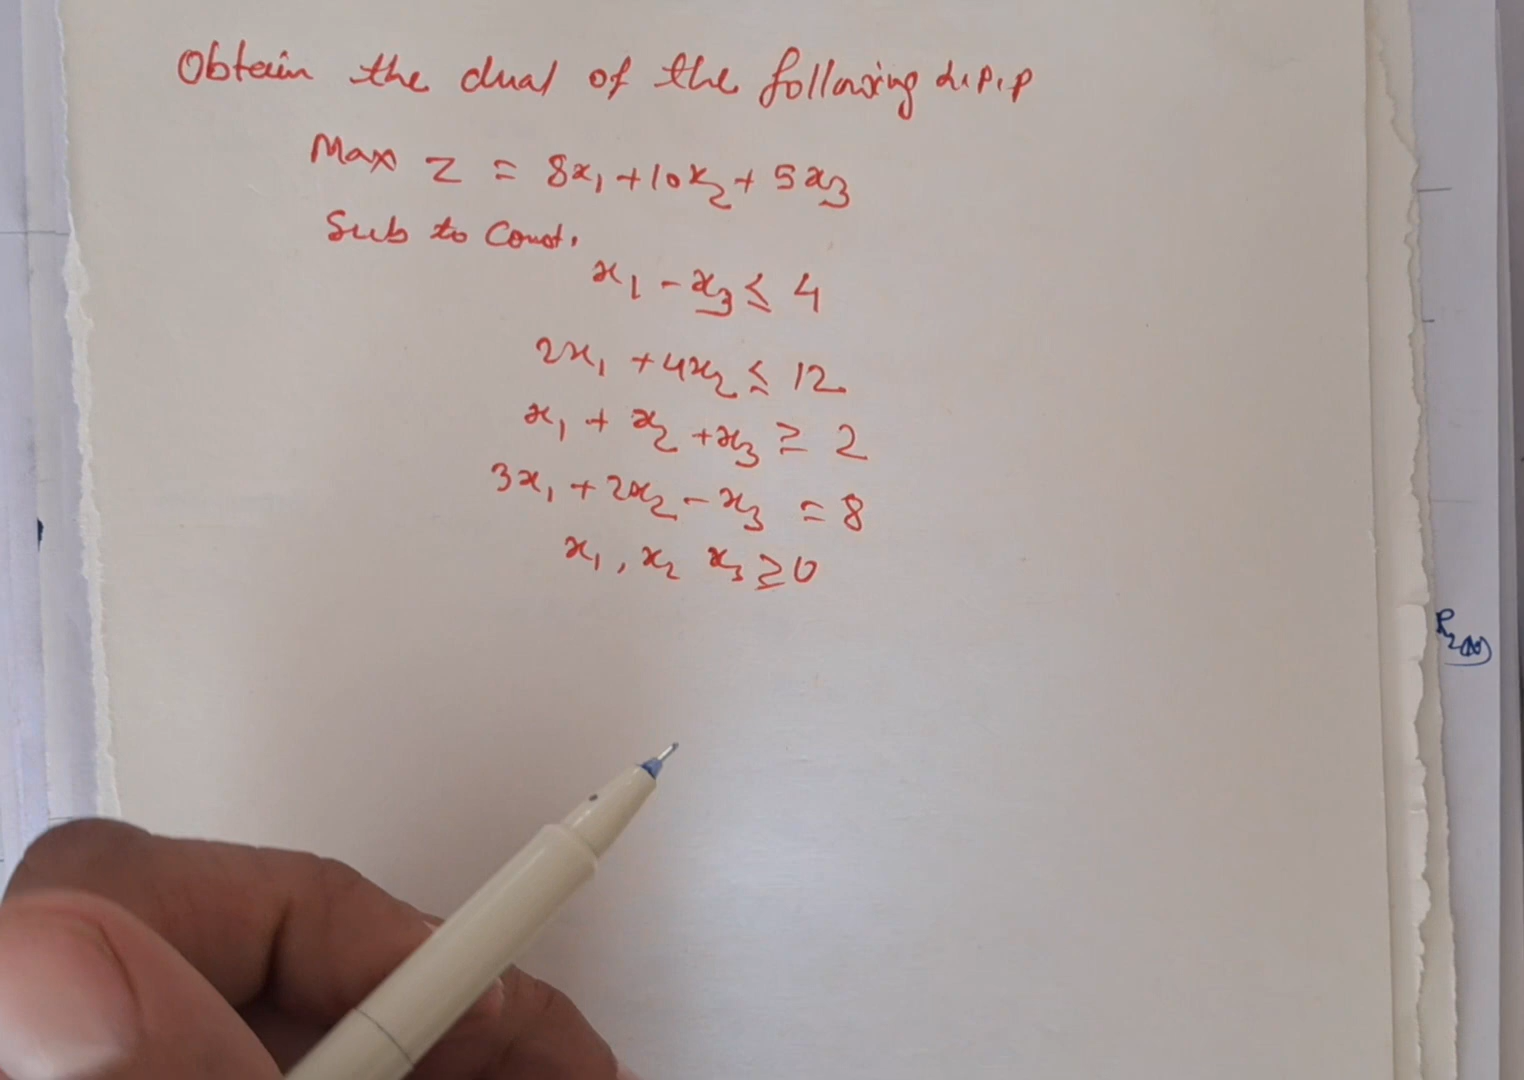 Obtain the dual of the following L.P.P
Max Z = 8x₁ + 10x₂ + 5x₃
Sub to Const.
x₁ - x₃ ≤ 4
2x₁ + 4x₂ ≤ 12
x₁ + x₂ + x₃ ≥ 2
3x₁ + 2x₂ - x₃ = 8
x₁, x₂ x₃ ≥ 0